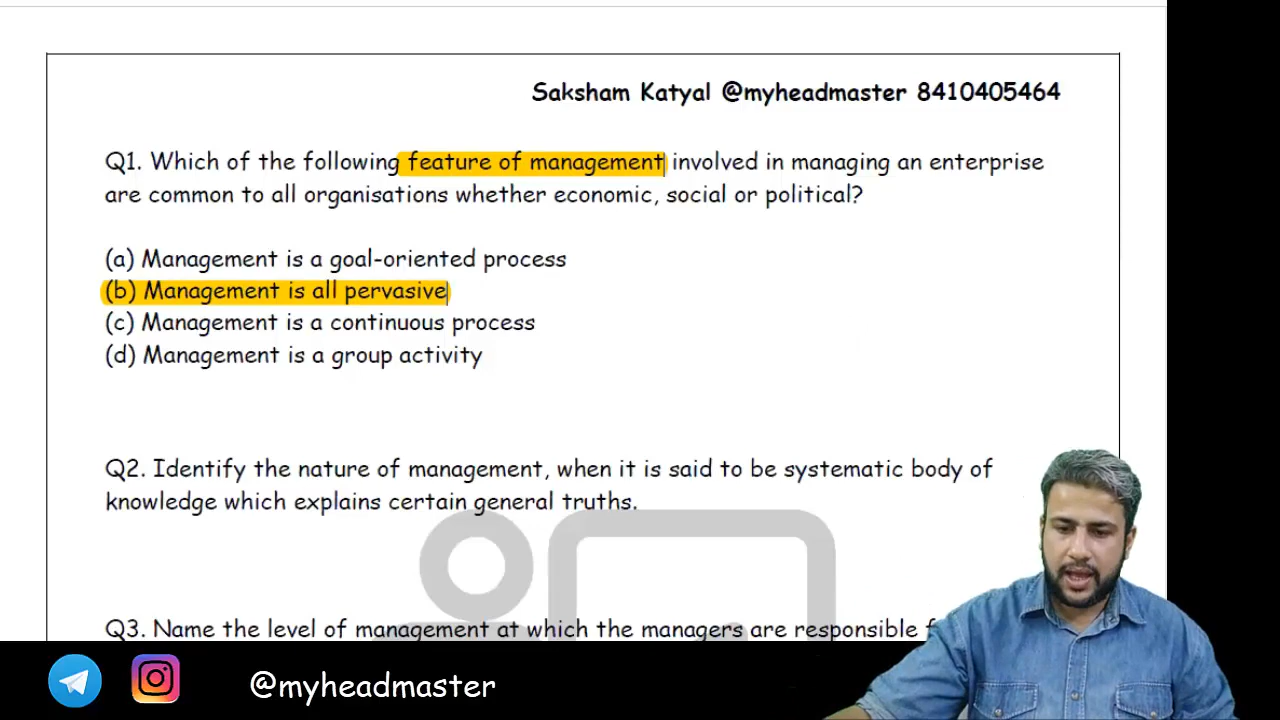 Saksham Katyal @myheadmaster 8410405464
Q1. Which of the following feature of management involved in managing an enterprise
are common to all organisations whether economic, social or political?
(a) Management is a goal-oriented process
(b) Management is all pervasive
(c) Management is a continuous process
(d) Management is a group activity
Q2. Identify the nature of management, when it is said to be systematic body of
knowledge which explains certain general truths.
Q3. Name the level of management at which the managers are responsible
@myheadmaster